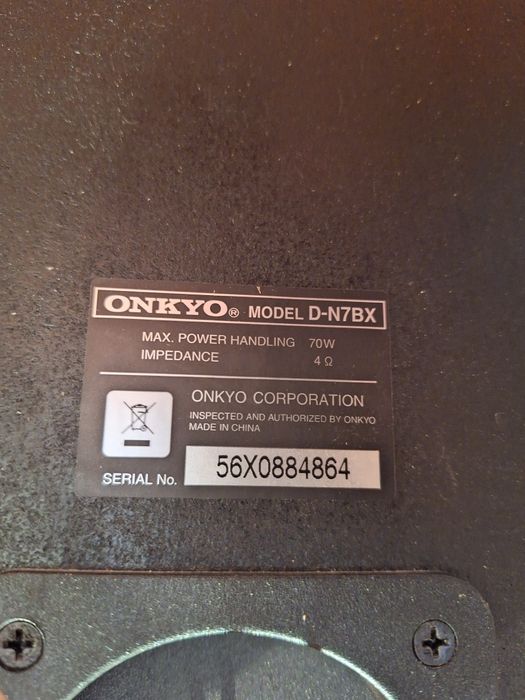 ONKYO® MODEL D-N7BX
MAX. POWER HANDLING 70W
IMPEDANCE 4 Ω
ONKYO CORPORATION
INSPECTED AND AUTHORIZED BY ONKYO
MADE IN CHINA
SERIAL No. 56X0884864